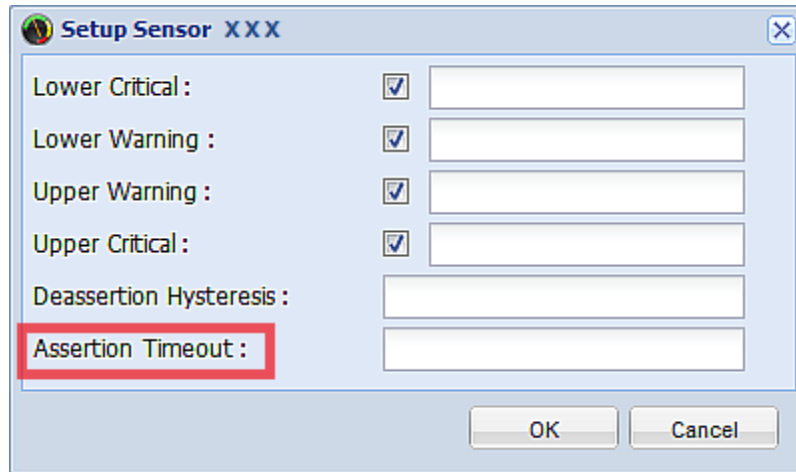 Setup Sensor XXX
Lower Critical :
Lower Warning :
Upper Warning :
Upper Critical :
Deassertion Hysteresis :
Assertion Timeout :
OK Cancel